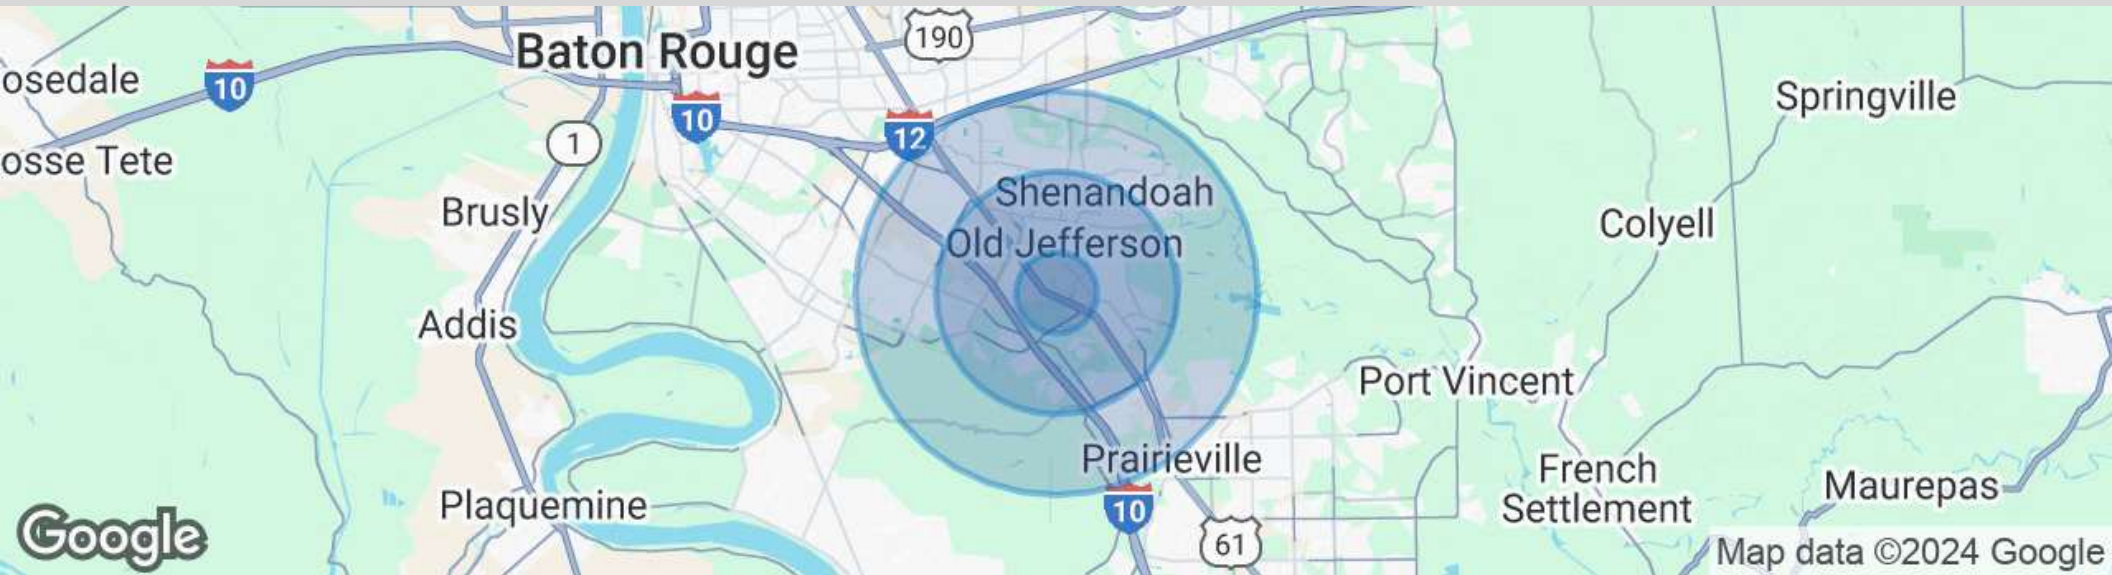 Baton Rouge
190
osedale
10
10
12
1
osse Tete
Springville
Shenandoah
Brusly
Colyell
Old Jefferson
Addis
Port Vincent
Prairieville
French
Settlement
Maurepas
Plaquemine
10
61
Google
Map data ©2024 Google